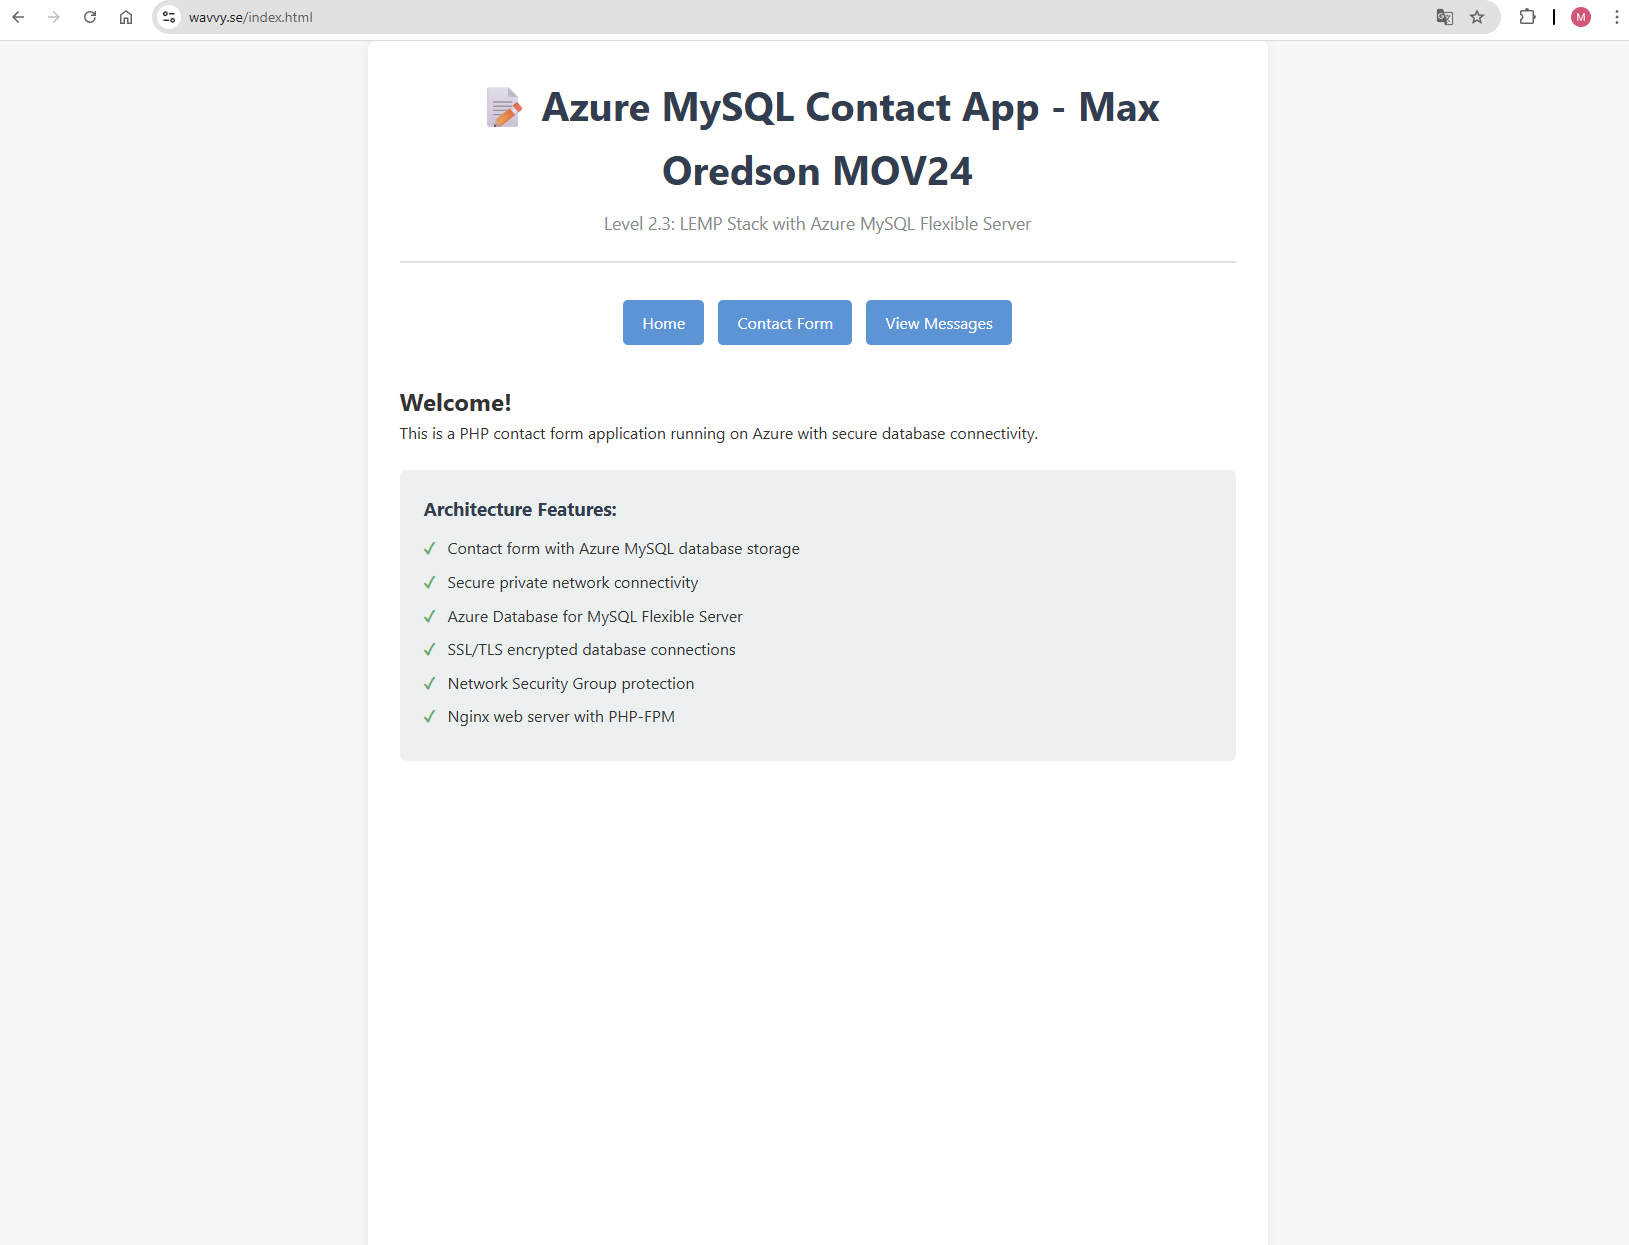 wavvy.se/index.html
M
📝 Azure MySQL Contact App - Max
Oredson MOV24
Level 2.3: LEMP Stack with Azure MySQL Flexible Server
Home
Contact Form
View Messages
Welcome!
This is a PHP contact form application running on Azure with secure database connectivity.
Architecture Features:
✓ Contact form with Azure MySQL database storage
✓ Secure private network connectivity
✓ Azure Database for MySQL Flexible Server
✓ SSL/TLS encrypted database connections
✓ Network Security Group protection
✓ Nginx web server with PHP-FPM